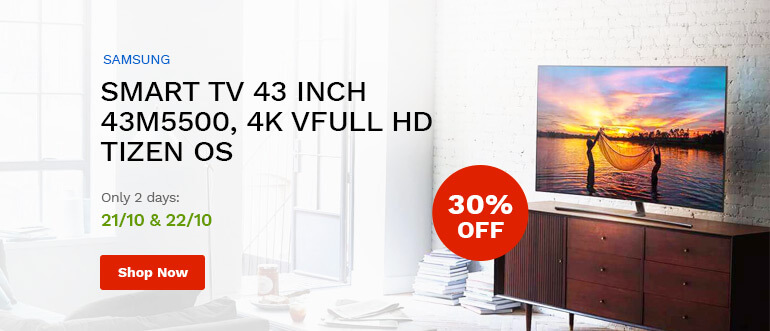 SAMSUNG
SMART TV 43 INCH
43M5500, 4K VFULL HD
TIZEN OS
Only 2 days:
21/10 & 22/10
Shop Now
30%
OFF